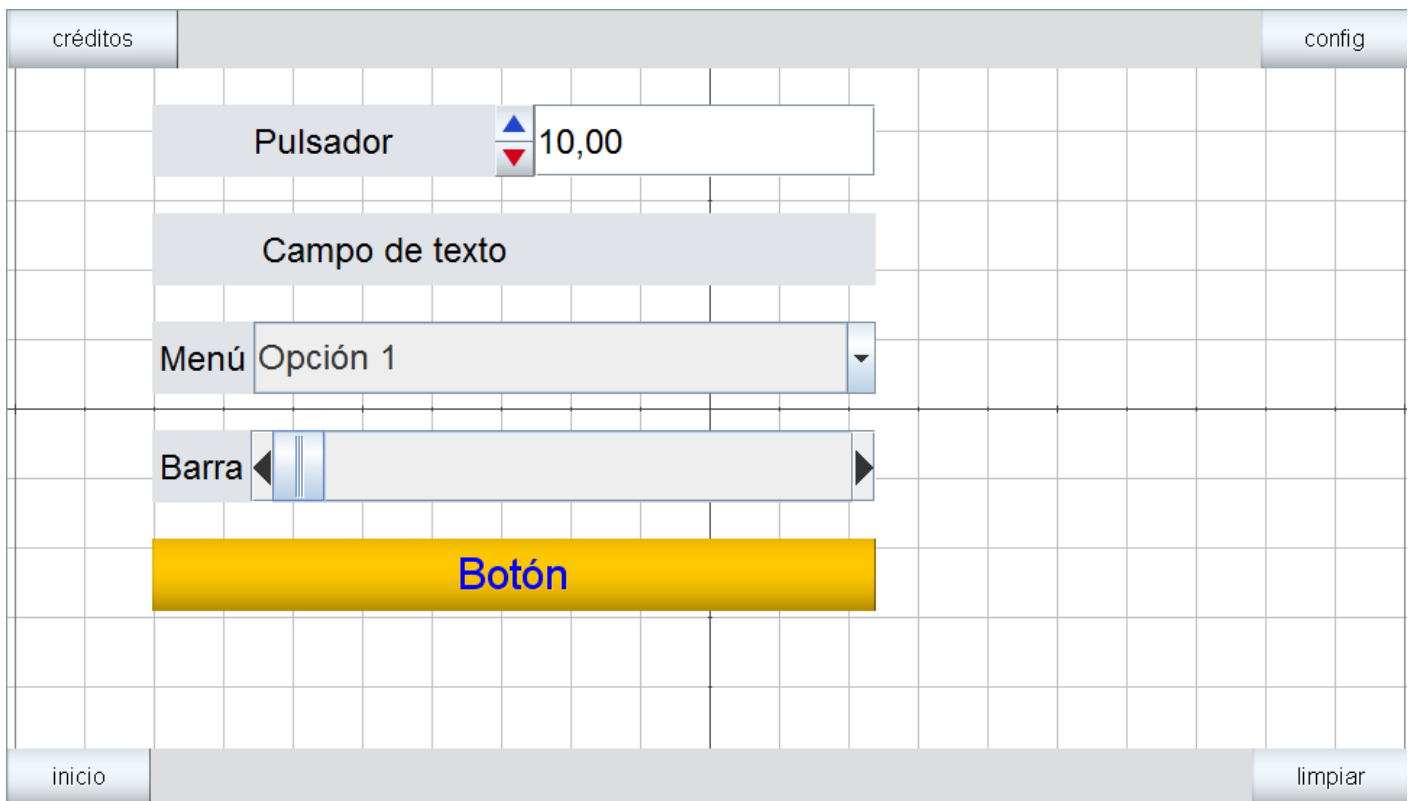 créditos
config
Pulsador
10,00
Campo de texto
Menú
Opción 1
Barra
Botón
inicio
limpiar